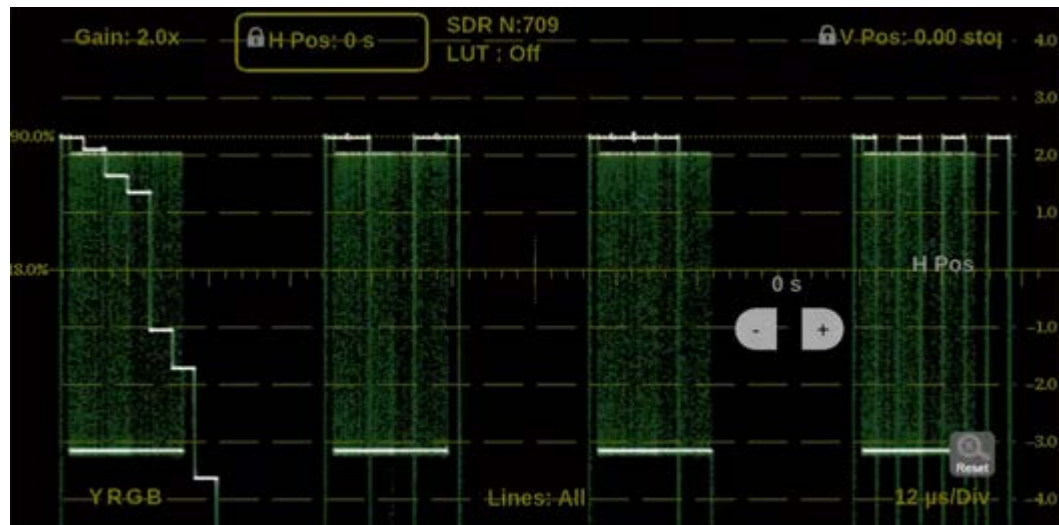 Gain: 2.0x
H Pos: 0 s
SDR N:709
LUT : Off
V Pos: 0.00 stop
4.0
3.0
90.0%
2.0
1.0
18.0%
H Pos
0 s
-
+
-1.0
-2.0
-3.0
Reset
YRGB
Lines: All
12 µs/Div
-4.0